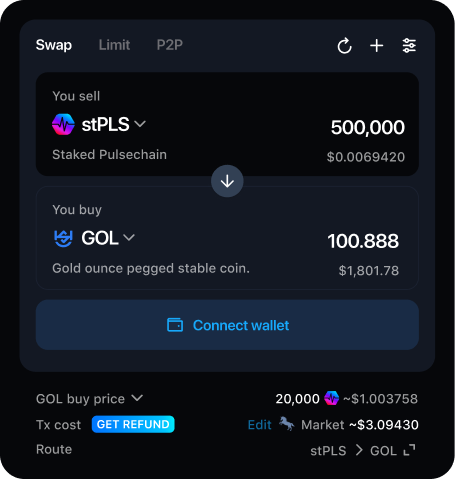 Swap Limit P2P
You sell
stPLS 500,000
Staked Pulsechain $0.0069420
You buy
GOL 100.888
Gold ounce pegged stable coin. $1,801.78
Connect wallet
GOL buy price 20,000 ~$1.003758
Tx cost GET REFUND Edit Market ~$3.09430
Route stPLS > GOL